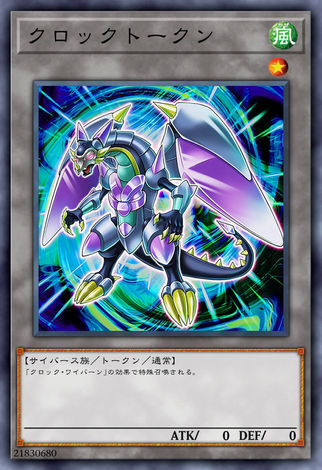 クロックトークン
風
【サイバース族／トークン／通常】
「クロック・ワイバーン」の効果で特殊召喚される。
ATK/ 0 DEF/ 0
21830680